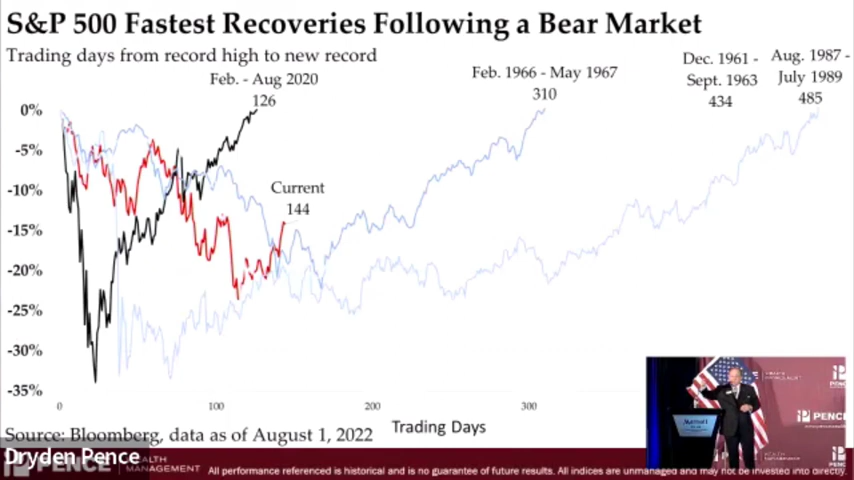 S&P 500 Fastest Recoveries Following a Bear Market
Trading days from record high to new record
Feb. - Aug 2020
126
Feb. 1966 - May 1967
310
Dec. 1961 -
Sept. 1963
434
Aug. 1987 -
July 1989
485
Current
144
0%
-5%
-10%
-15%
-20%
-25%
-30%
-35%
0
100
200
300
Trading Days
Source: Bloomberg, data as of August 1, 2022
Dryden Pence
PENCE
WEALTH
MANAGEMENT
All performance referenced is historical and is no guarantee of future results. All indices are unmanaged and may not be invested into directly.
Marriott
PENCE